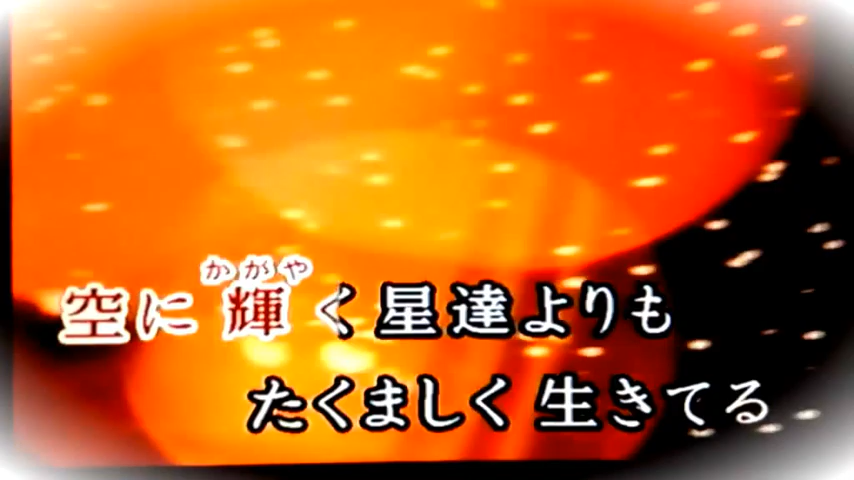 かがや
空に輝く星達よりも
たくましく生きてる